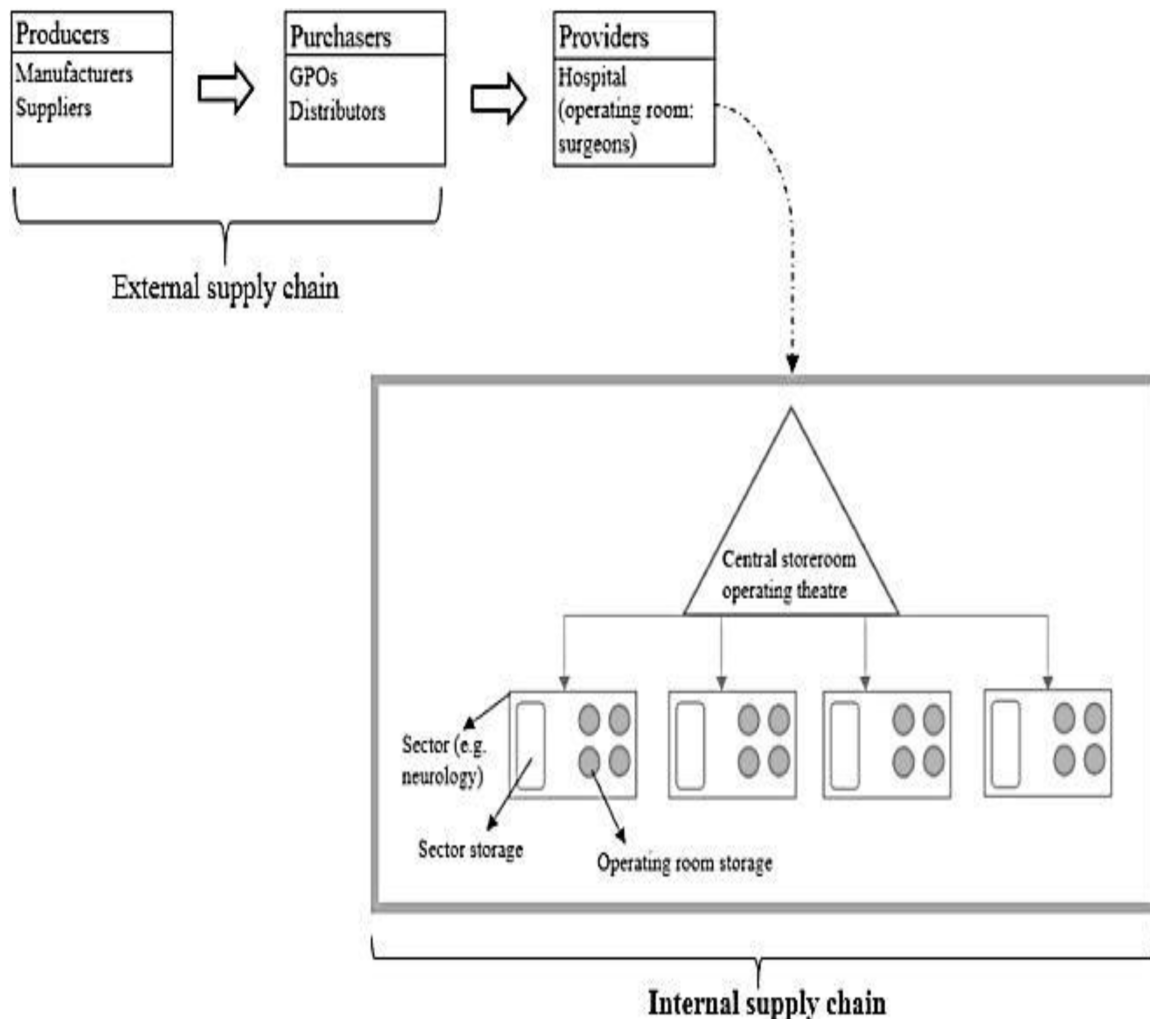 Producers
Manufacturers
Suppliers
Purchasers
GPOs
Distributors
Providers
Hospital
(operating room:
surgeons)
External supply chain
Central storeroom
operating theatre
Sector (e.g.
neurology)
Sector storage
Operating room storage
Internal supply chain